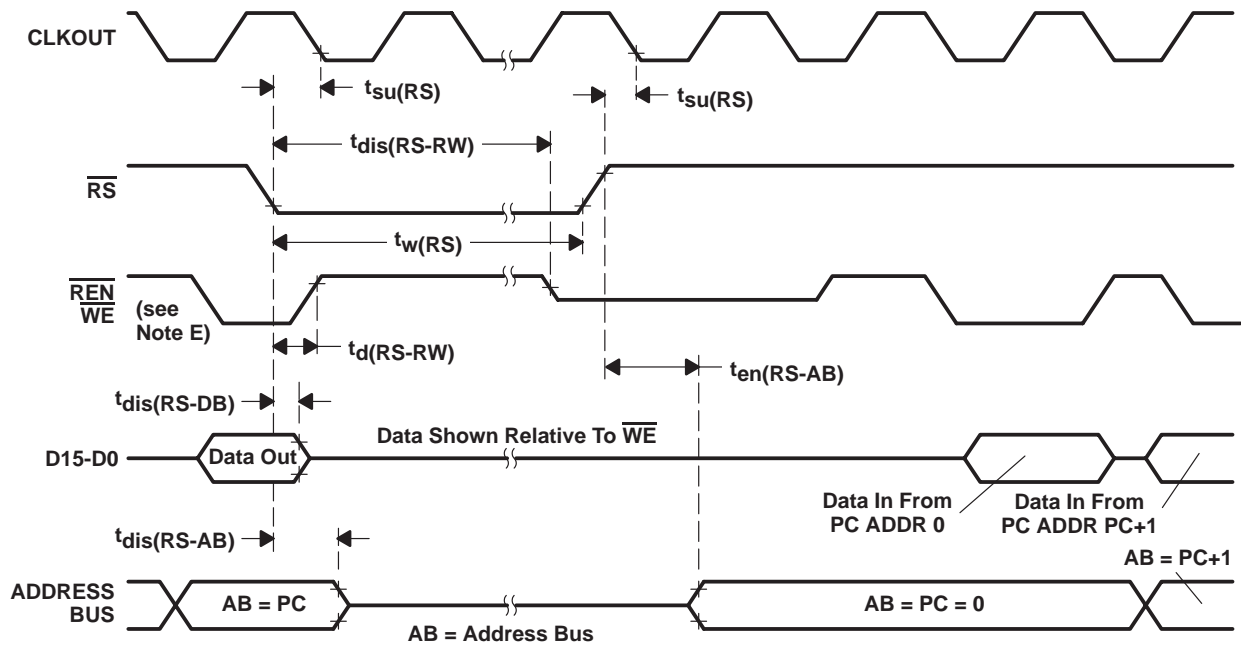 CLKOUT
tsu(RS)
tsu(RS)
tdis(RS-RW)
RS
tw(RS)
REN
WE
(see
Note E)
td(RS-RW)
ten(RS-AB)
tdis(RS-DB)
Data Shown Relative To WE
D15-D0
Data Out
Data In From
PC ADDR 0
Data In From
PC ADDR PC+1
tdis(RS-AB)
AB = PC+1
ADDRESS
BUS
AB = PC
AB = PC = 0
AB = Address Bus